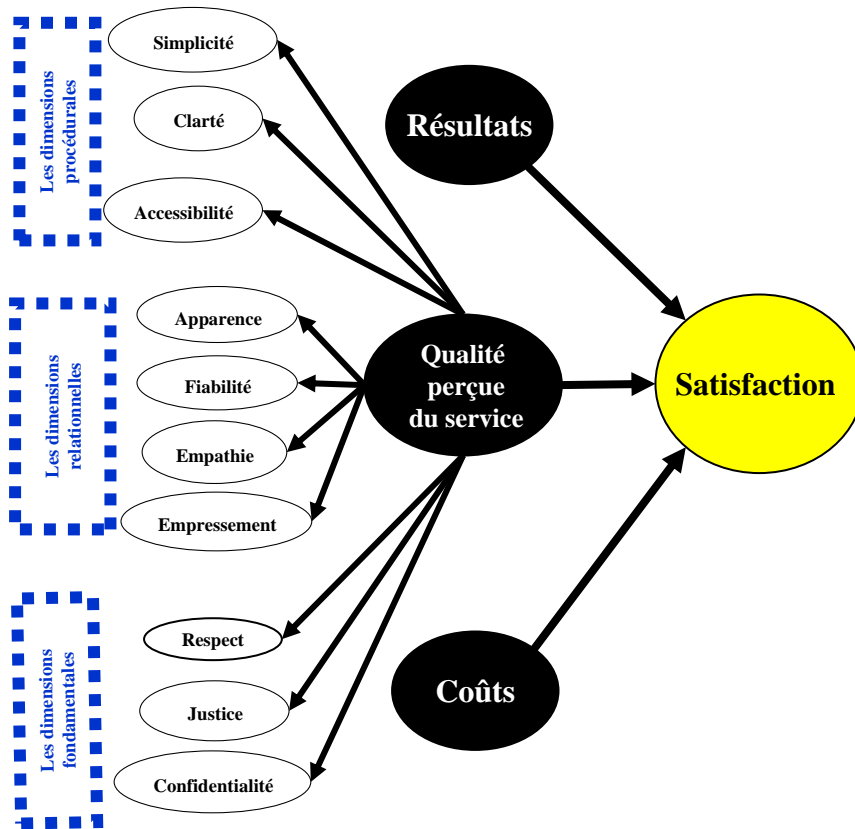 Les dimensions
procédurales
Simplicité
Clarté
Accessibilité
Résultats
Les dimensions
relationnelles
Apparence
Fiabilité
Empathie
Empressement
Qualité
perçue
du service
Satisfaction
Les dimensions
fondamentales
Respect
Justice
Confidentialité
Coûts